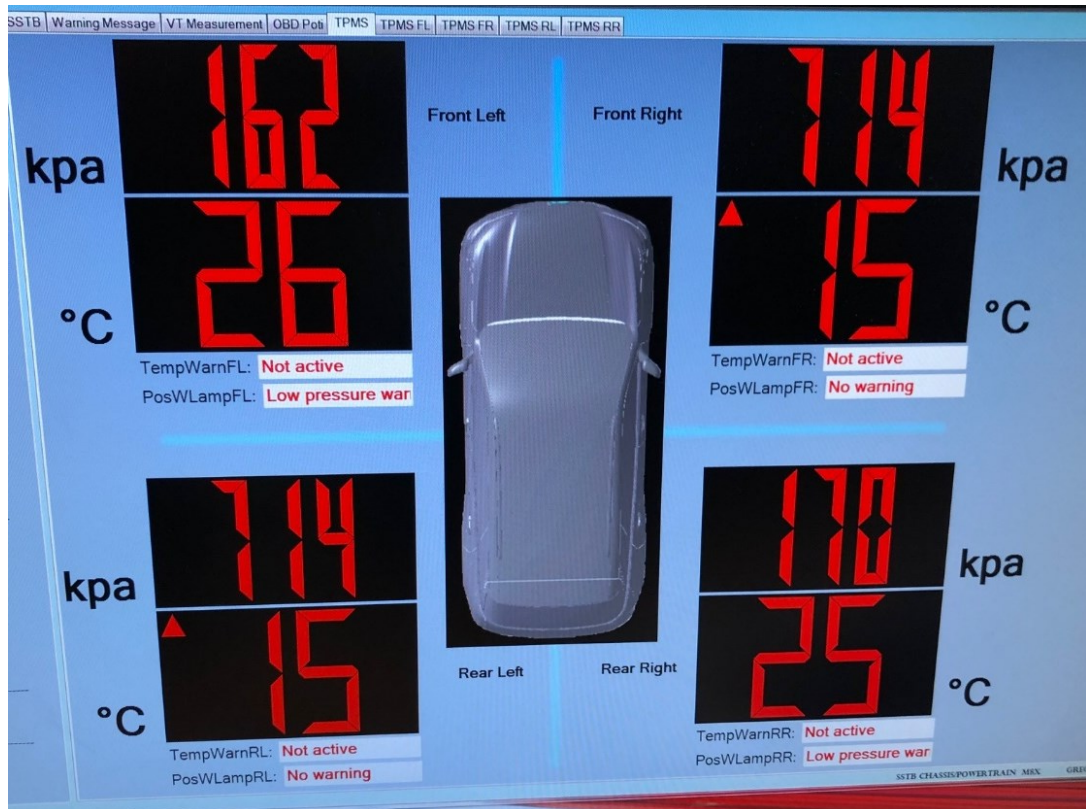 SSTB Warning Message VT Measurement OBD Poti TPMS TPMS FL TPMS FR TPMS RL TPMS RR
162
kpa
26
°C
TempWarnFL: Not active
PosWLampFL: Low pressure war
Front Left
Front Right
714
kpa
15
°C
TempWarnFR: Not active
PosWLampFR: No warning
714
kpa
15
°C
TempWarnRL: Not active
PosWLampRL: No warning
Rear Left
Rear Right
170
kpa
25
°C
TempWarnRR: Not active
PosWLampRR: Low pressure war
SSTB CHASSIS/POWERTRAIN MSX